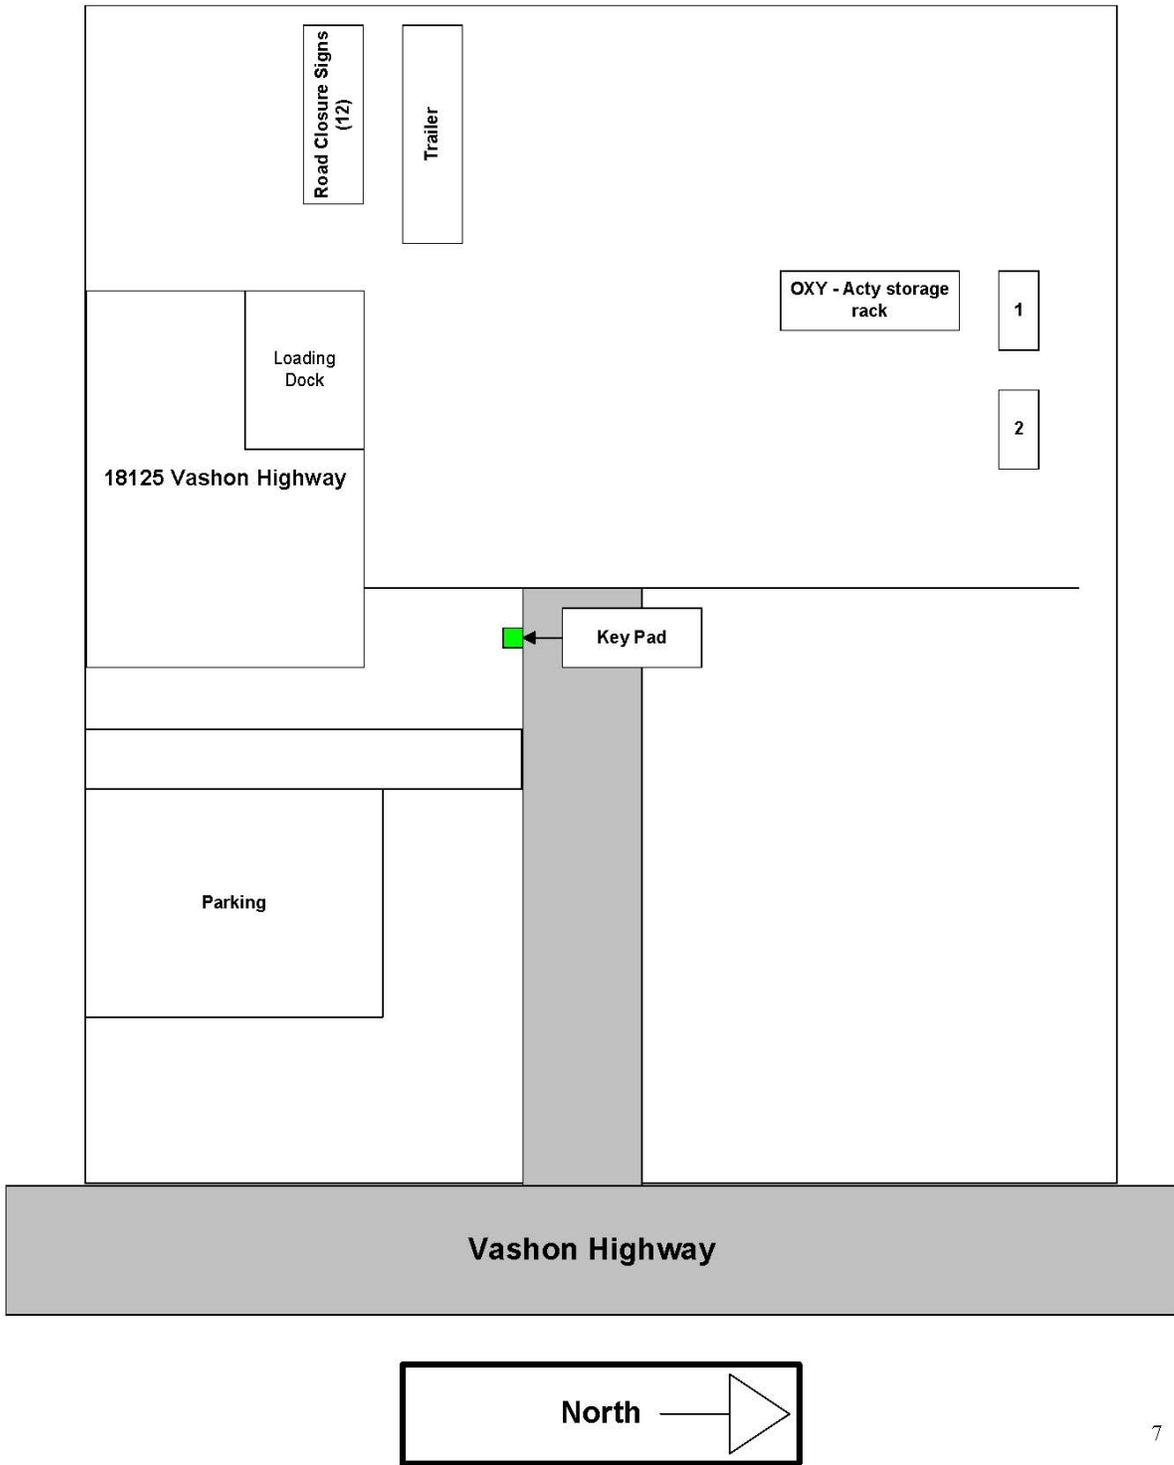 Road Closure Signs
(12)
Trailer
OXY - Acty storage
rack
1
Loading
Dock
2
18125 Vashon Highway
Key Pad
Parking
Vashon Highway
North
7